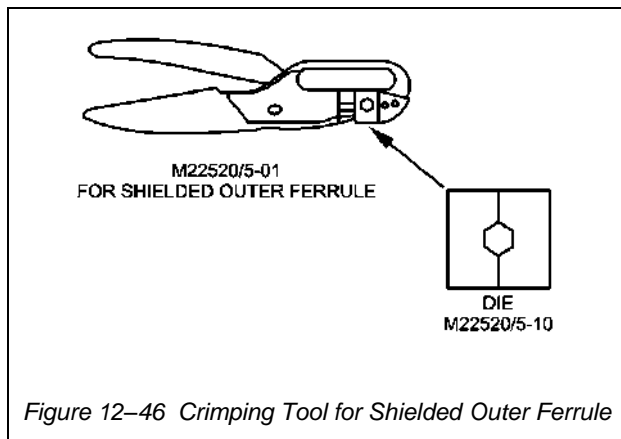 M22520/5-01
FOR SHIELDED OUTER FERRULE
DIE
M22520/5-10
Figure 12–46 Crimping Tool for Shielded Outer Ferrule